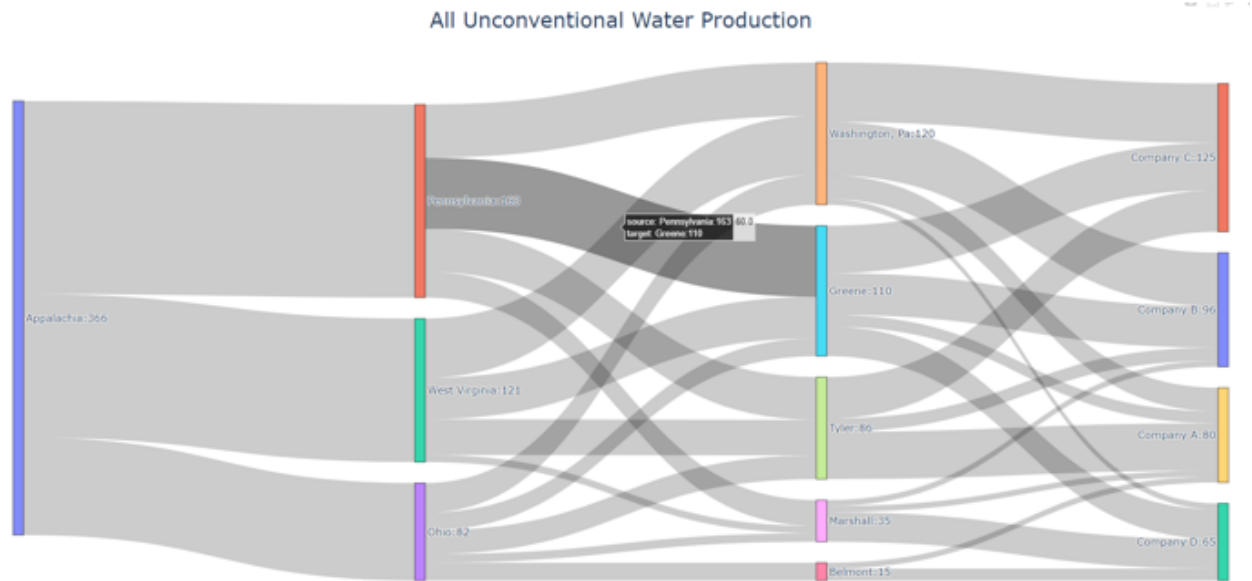 All Unconventional Water Production
Appalachia:366
Pennsylvania:163
West Virginia:121
Ohio:82
source: Pennsylvania:163 60.0
target: Greene:110
Washington, Pa:120
Greene:110
Tyler:86
Marshall:35
Belmont:15
Company C:125
Company B:96
Company A:80
Company D:65